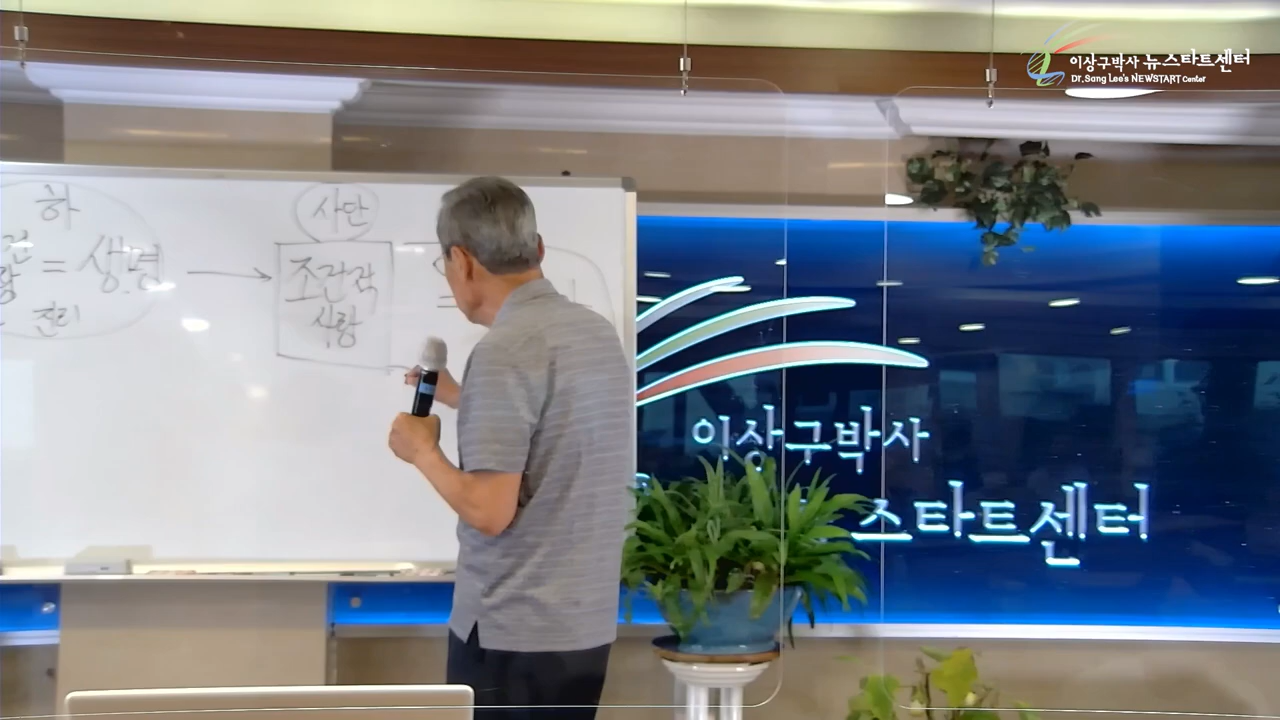 이상구박사 뉴스타트센터
Dr. Sang Lee's NEWSTART Center
하
= 생명
진리
사단
조건적
사랑
=
이상구박사
스타트센터